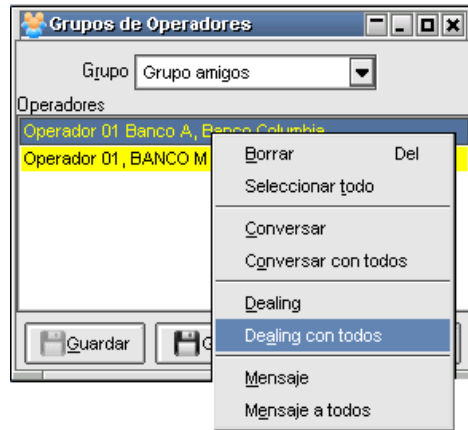 Grupos de Operadores
Grupo Grupo amigos
Operadores
Operador 01 Banco A, Banco Columbia
Operador 01, BANCO M
Borrar Del
Seleccionar todo
Conversar
Conversar con todos
Dealing
Dealing con todos
Mensaje
Mensaje a todos
Guardar G